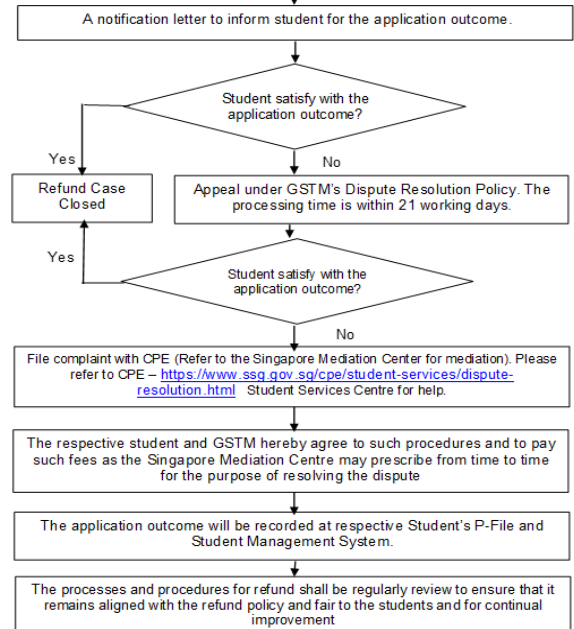 A notification letter to inform student for the application outcome.
Student satisfy with the
application outcome?
Yes
No
Refund Case
Closed
Appeal under GSTM's Dispute Resolution Policy. The
processing time is within 21 working days.
Yes
Student satisfy with the
application outcome?
No
File complaint with CPE (Refer to the Singapore Mediation Center for mediation). Please
refer to CPE – https://www.ssg.gov.sg/cpe/student-services/dispute-
resolution.html Student Services Centre for help.
The respective student and GSTM hereby agree to such procedures and to pay
such fees as the Singapore Mediation Centre may prescribe from time to time
for the purpose of resolving the dispute
The application outcome will be recorded at respective Student's P-File and
Student Management System.
The processes and procedures for refund shall be regularly review to ensure that it
remains aligned with the refund policy and fair to the students and for continual
improvement